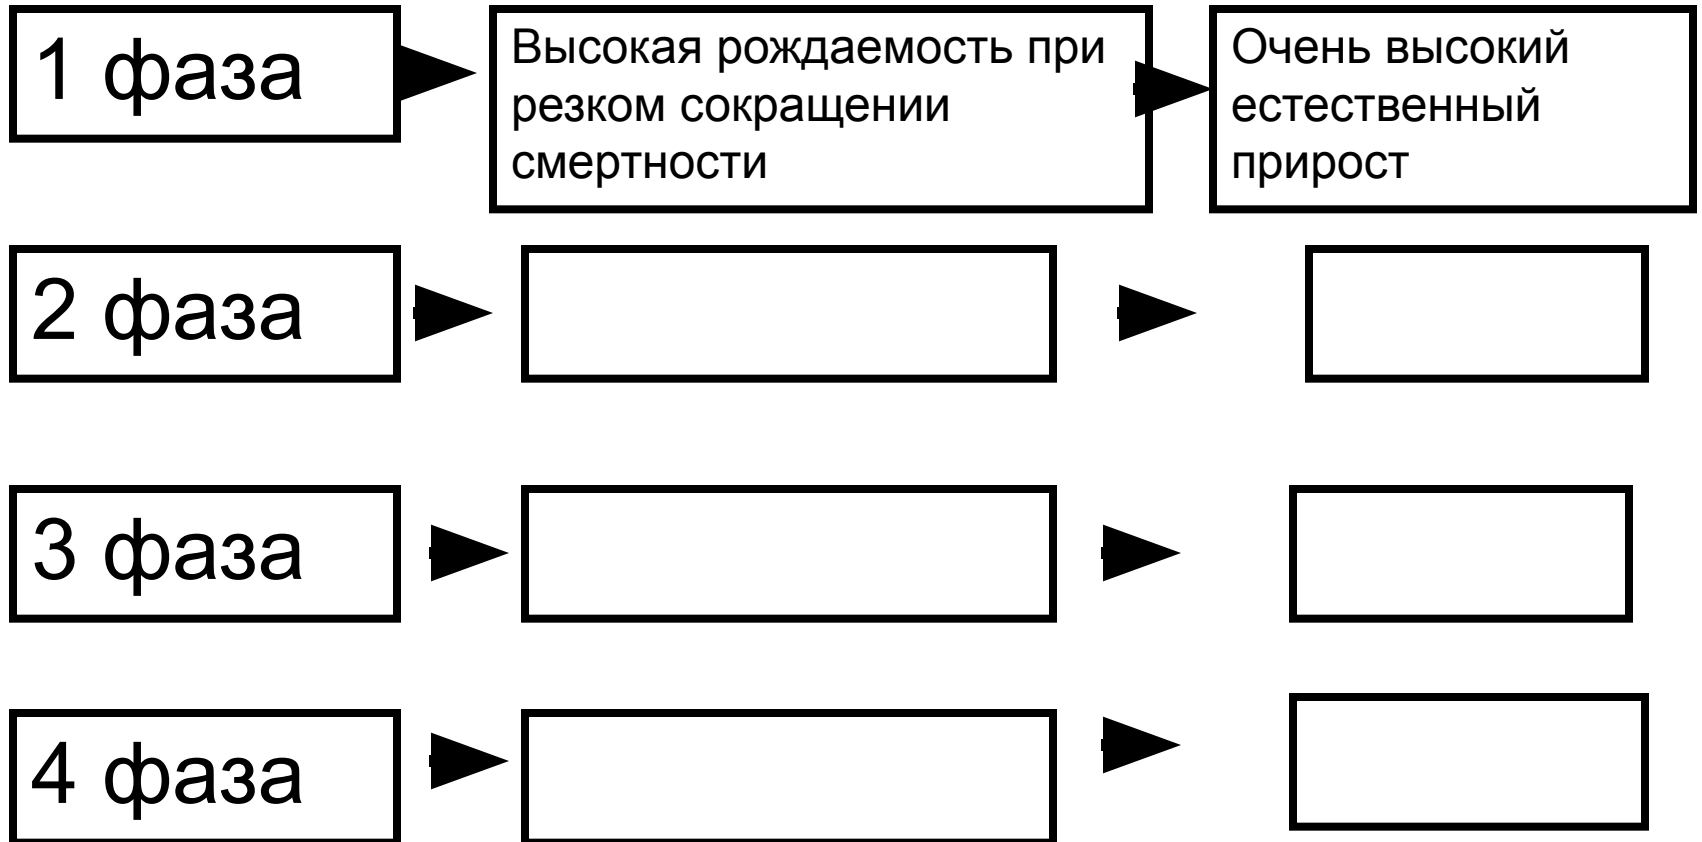 1 фаза
Высокая рождаемость при
резком сокращении
смертности
Очень высокий
естественный
прирост
2 фаза
3 фаза
4 фаза